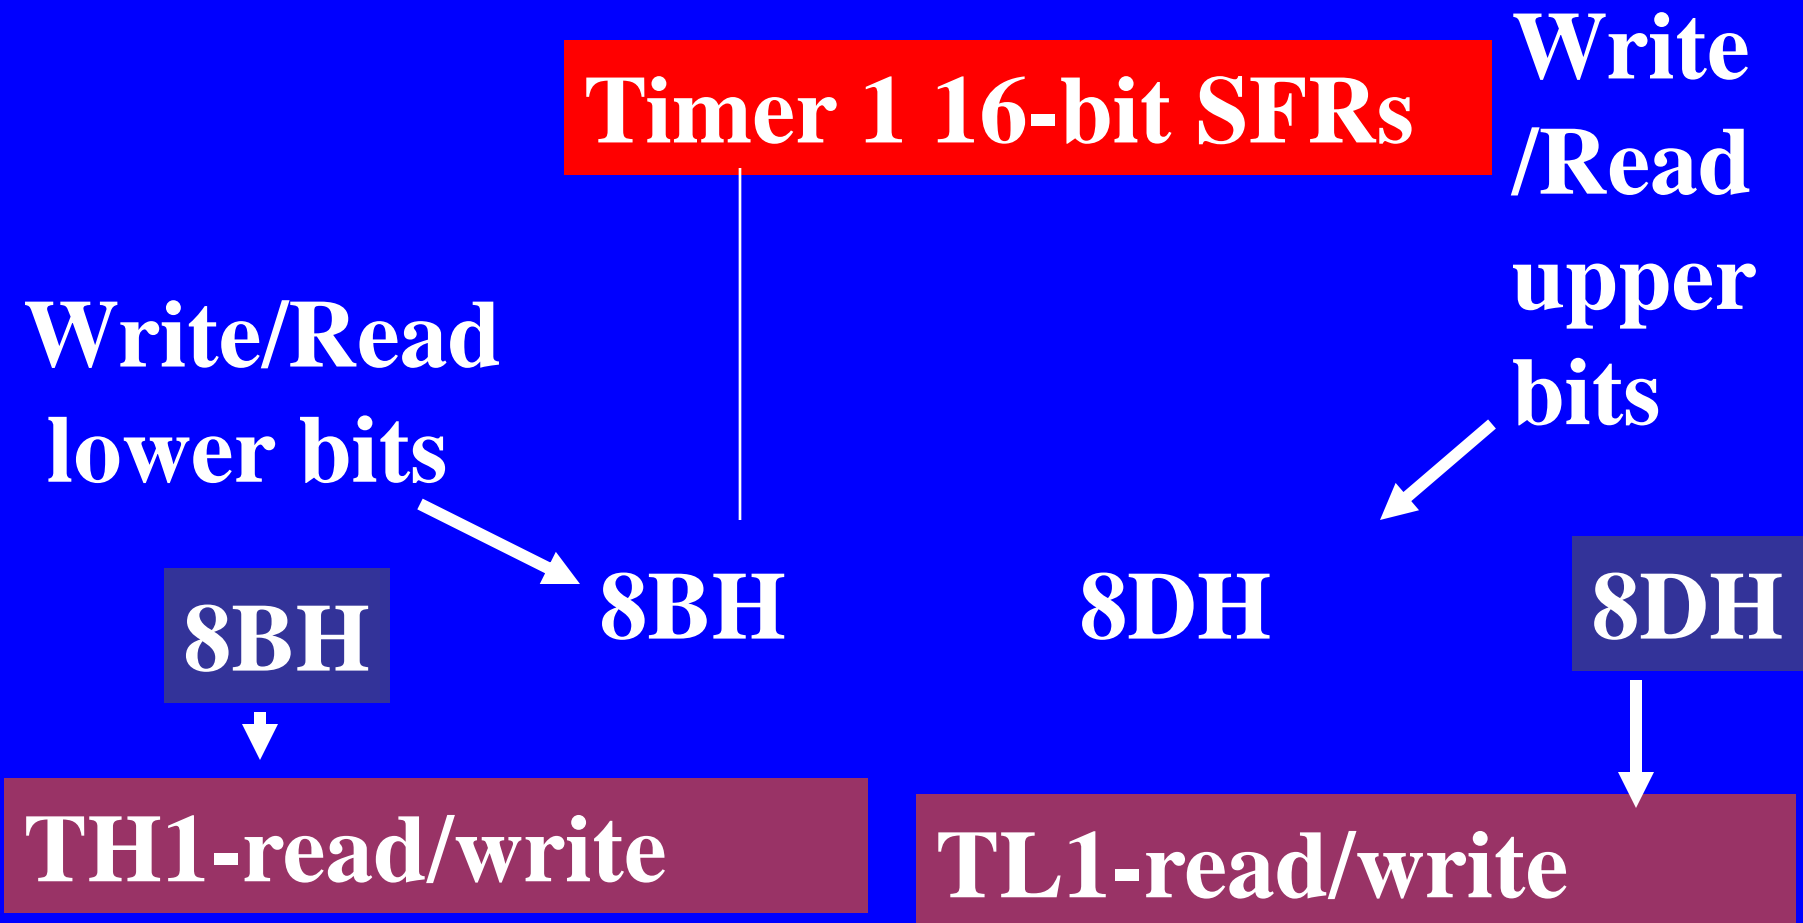 Timer 1 16-bit SFRs
Write
/Read
upper
bits
Write/Read
lower bits
8BH
8BH
8DH
8DH
TH1-read/write
TL1-read/write